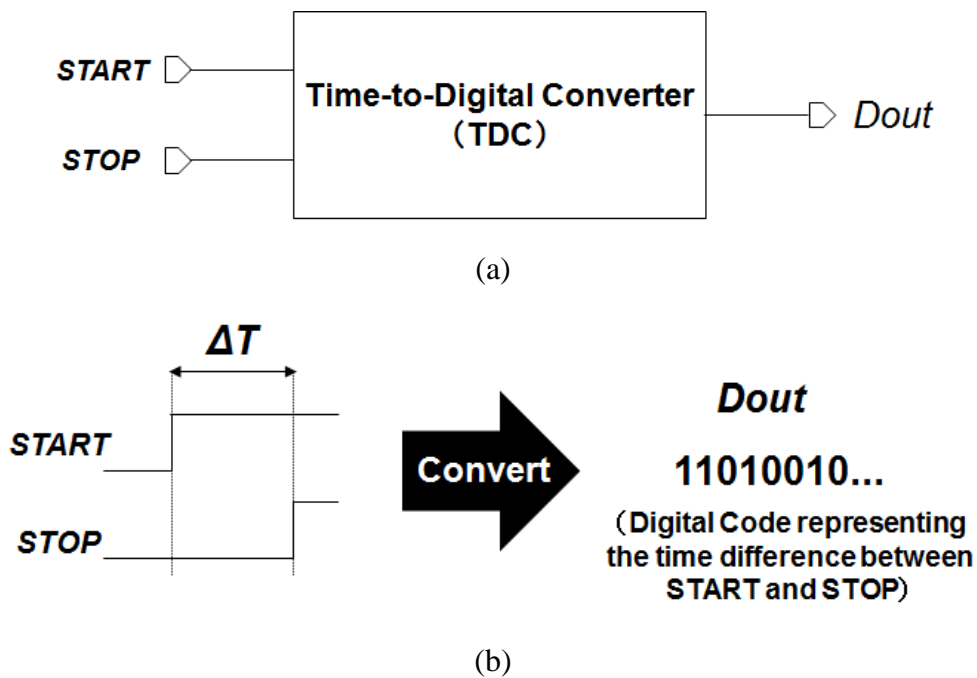 START
STOP
Time-to-Digital Converter
（TDC）
Dout
(a)
ΔT
START
STOP
Convert
Dout
11010010...
（Digital Code representing
the time difference between
START and STOP）
(b)